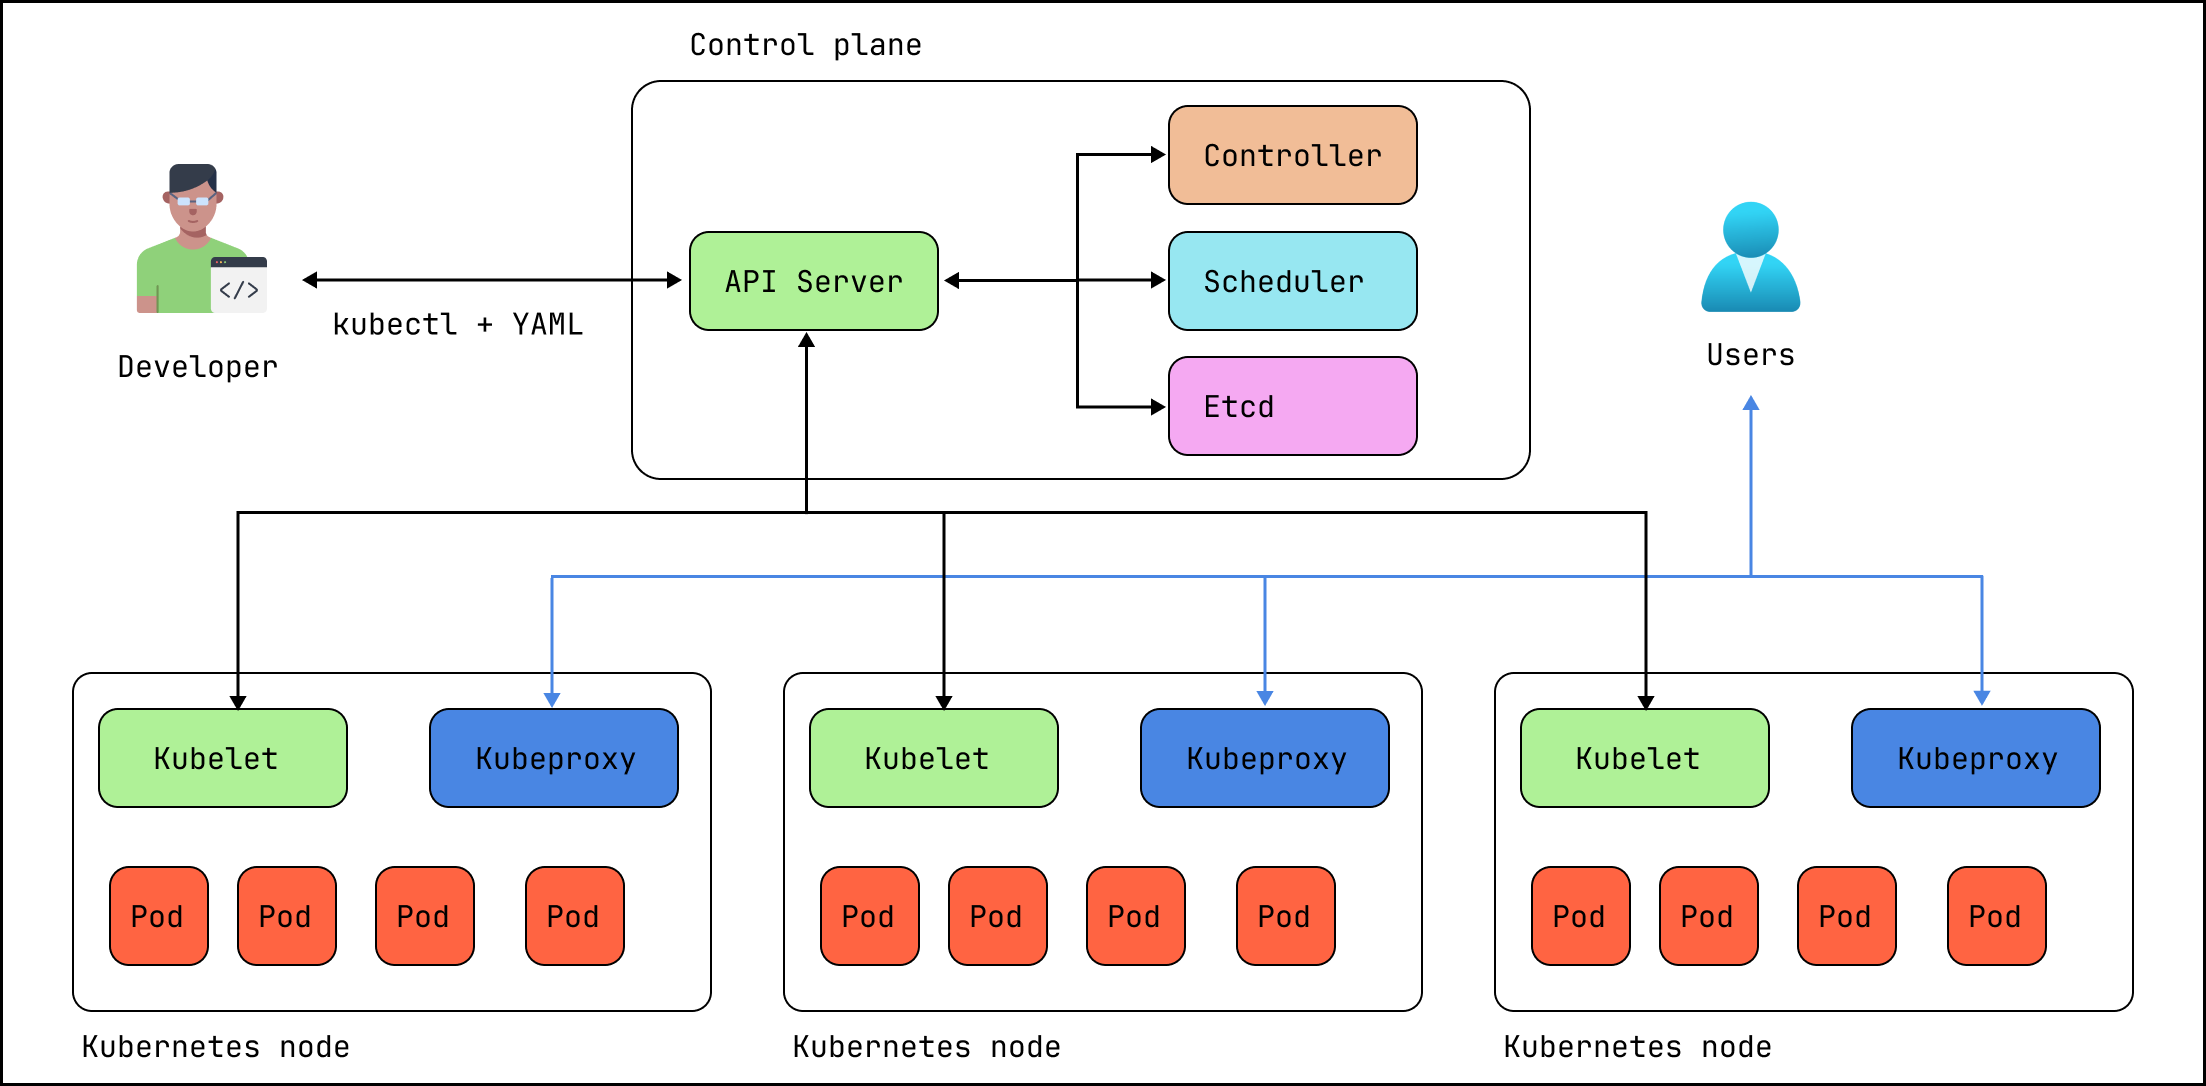 Control plane
Controller
</>
API Server
Scheduler
kubectl + YAML
Developer
Users
Etcd
Kubelet
Kubeproxy
Kubelet
Kubeproxy
Kubelet
Kubeproxy
Pod
Pod
Pod
Pod
Pod
Pod
Pod
Pod
Pod
Pod
Pod
Pod
Kubernetes node
Kubernetes node
Kubernetes node